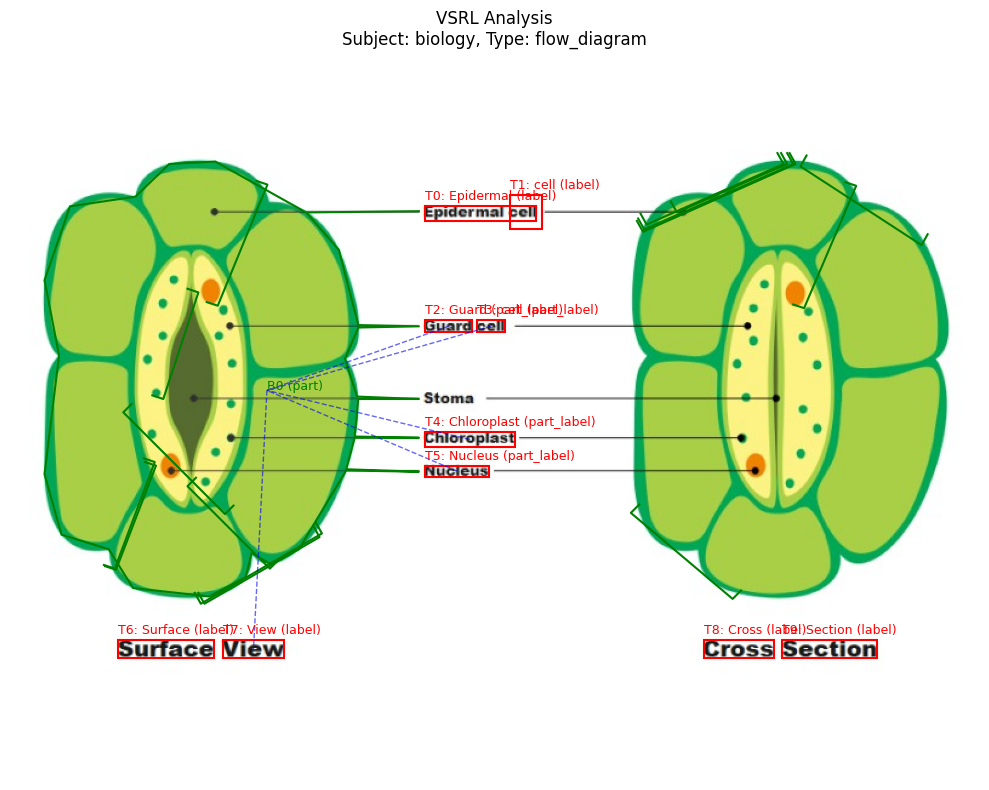 VSRL Analysis
Subject: biology, Type: flow_diagram
T1: cell (label)
T0: Epidermal (label)
Epidermal cell
T2: Guard (part_label) T3: cell (part_label)
Guard cell
B0 (part)
Stoma
T4: Chloroplast (part_label)
Chloroplast
T5: Nucleus (part_label)
Nucleus
T6: Surface (label) T7: View (label)
Surface View
T8: Cross (label) T9: Section (label)
Cross Section